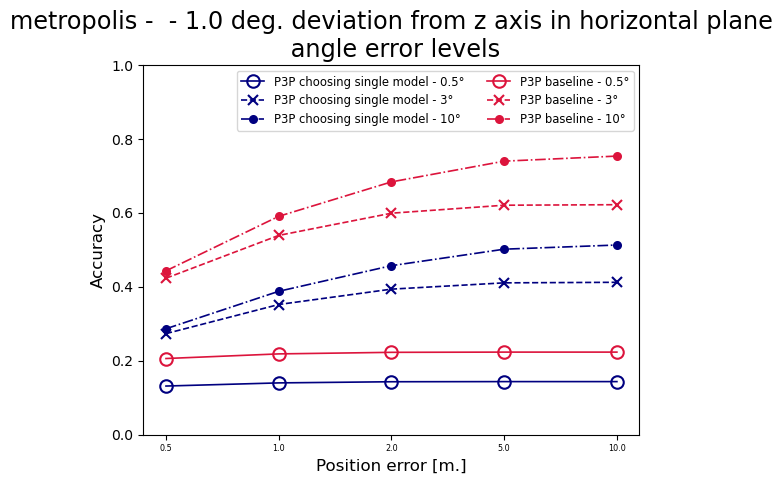 metropolis -  - 1.0 deg. deviation from z axis in horizontal plane
angle error levels
P3P choosing single model - 0.5°
P3P choosing single model - 3°
P3P choosing single model - 10°
P3P baseline - 0.5°
P3P baseline - 3°
P3P baseline - 10°
1.0
0.8
0.6
0.4
0.2
0.0
Accuracy
0.5 1.0 2.0 5.0 10.0
Position error [m.]